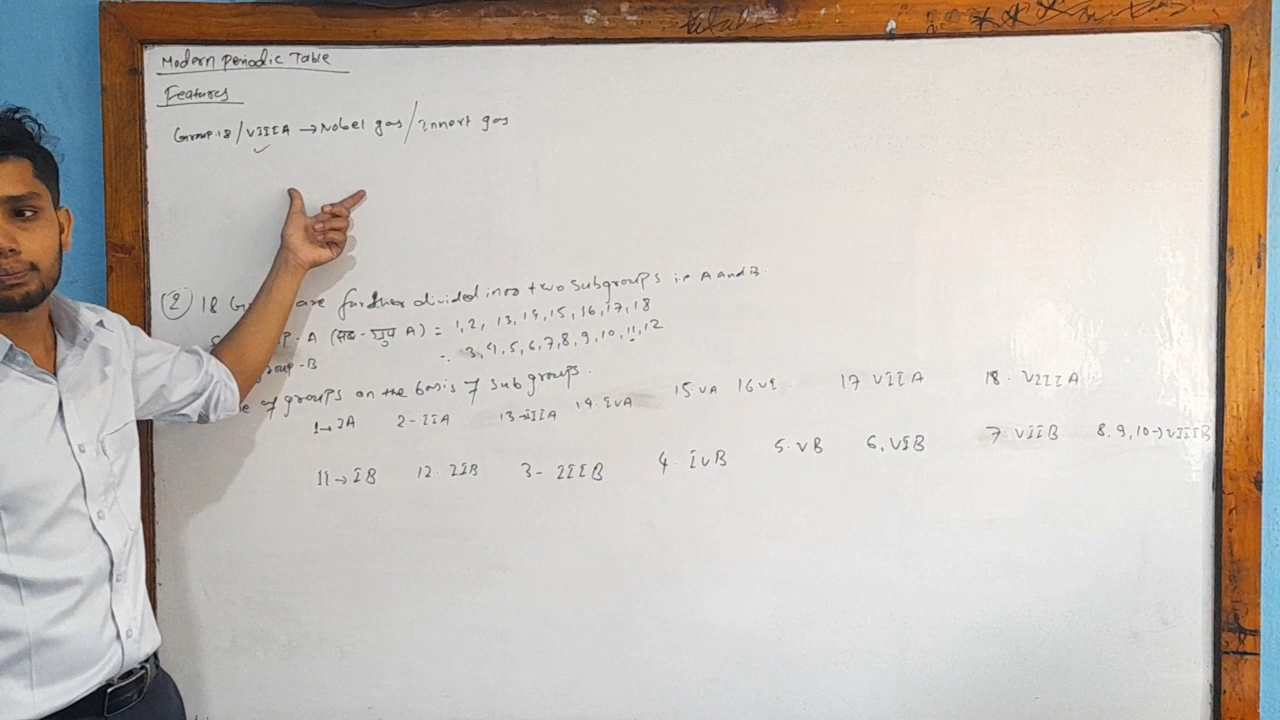 Modern Periodic Table
Features
Group 18/VIIIA → Nobel gas/Innert gas
(2) 18 are further divided into two subgroups i.e A and B.
P-A (सब-ग्रुप A) = 1,2, 13,14,15,16,17,18
group-B = 3,4,5,6,7,8,9,10,11,12
of groups on the basis of sub groups.
1→IA 2-IIA 13→IIIA 14.IVA 15.VA 16VI 17 VIIA 18. VIIIA
11→IB 12.IIB 3-IIIB 4.IVB 5.VB 6.VIB 7.VIIB 8,9,10→VIIIB